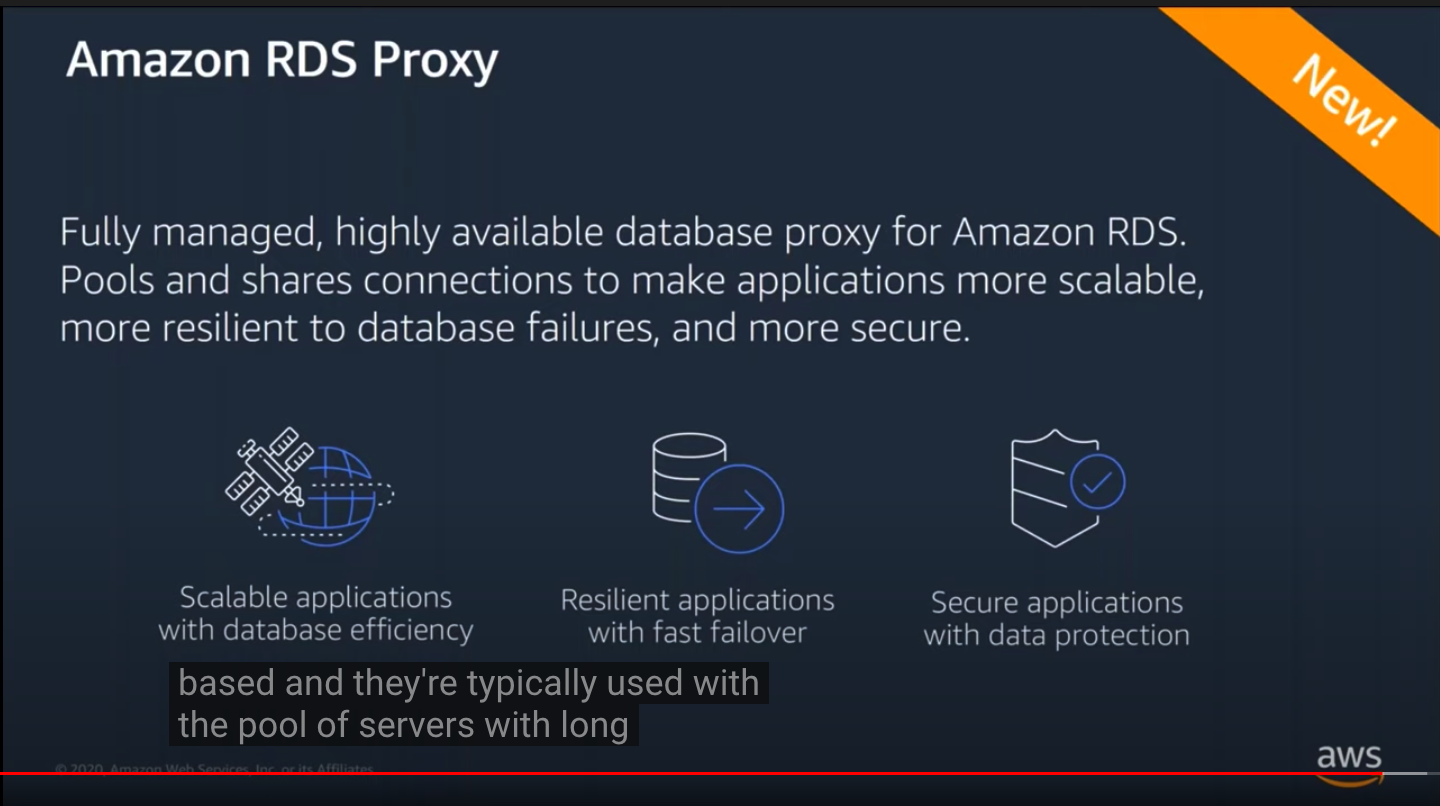 Amazon RDS Proxy
New!
Fully managed, highly available database proxy for Amazon RDS.
Pools and shares connections to make applications more scalable,
more resilient to database failures, and more secure.
Scalable applications
with database efficiency
Resilient applications
with fast failover
Secure applications
with data protection
based and they're typically used with
the pool of servers with long
© 2020, Amazon Web Services, Inc. or its Affiliates.
aws